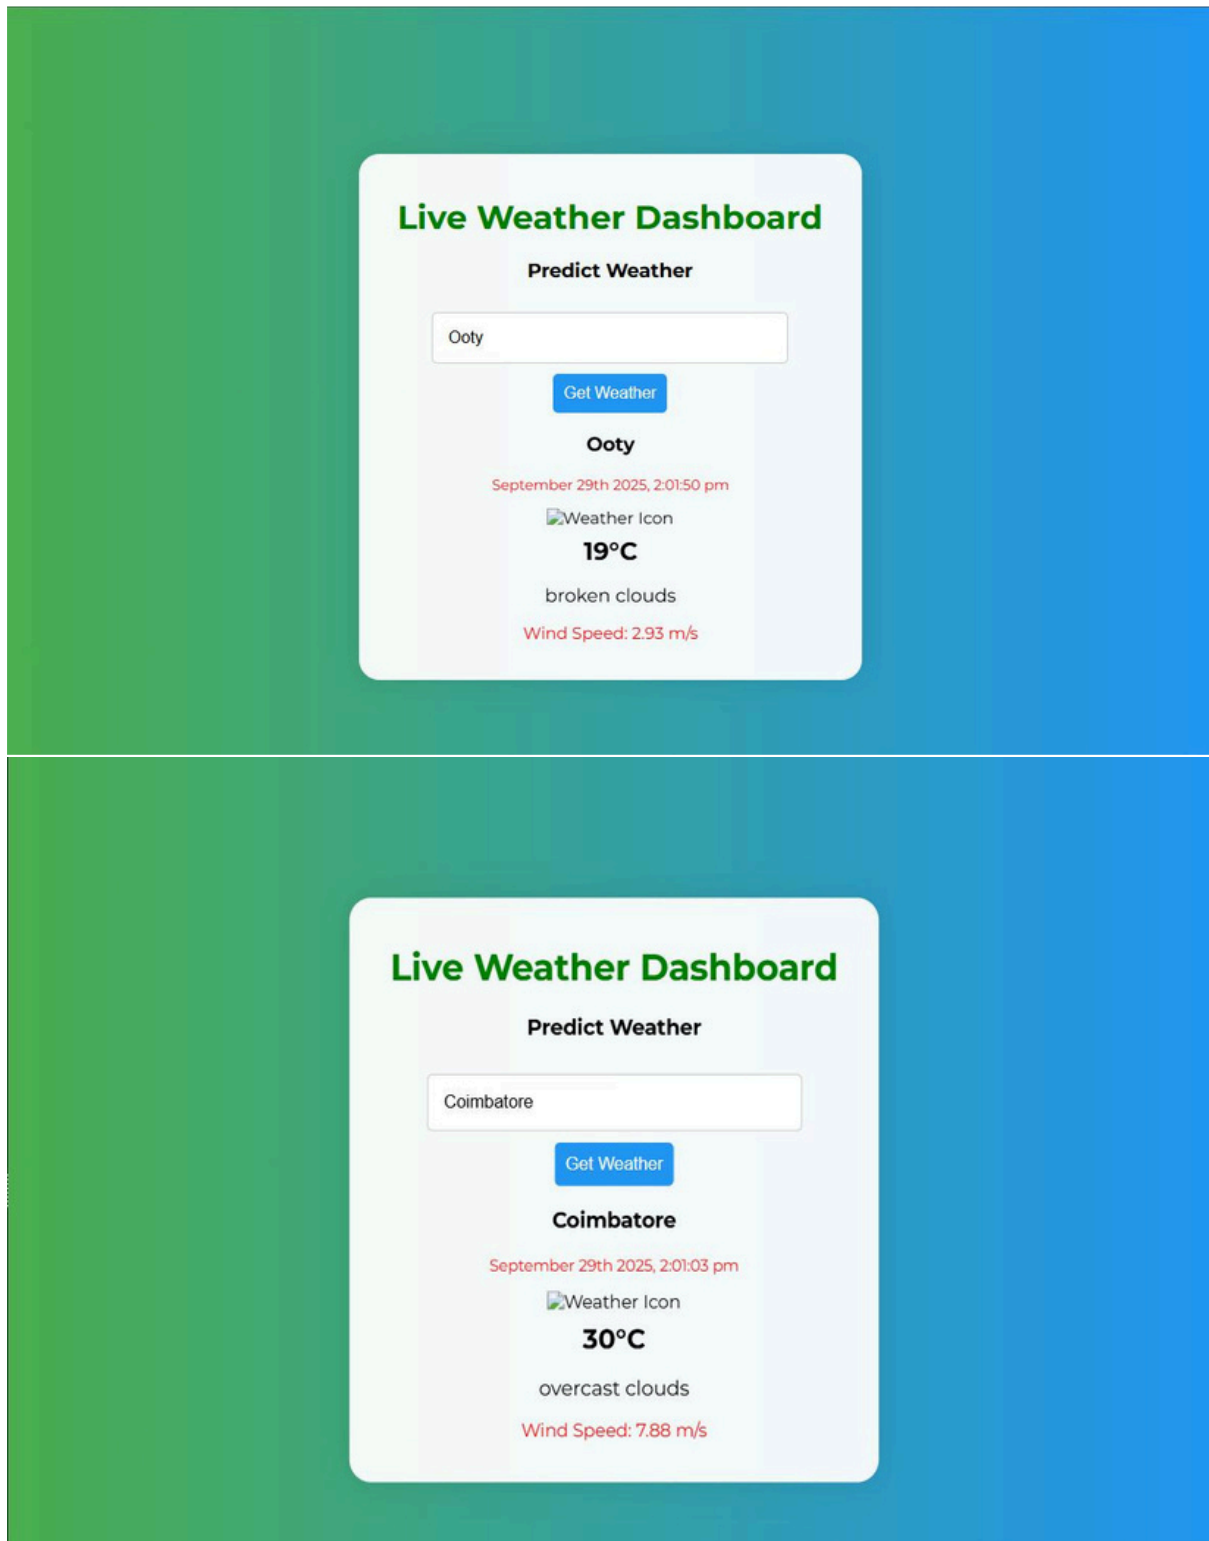 Live Weather Dashboard
Predict Weather
Ooty
Get Weather
Ooty
September 29th 2025, 2:01:50 pm
Weather Icon
19°C
broken clouds
Wind Speed: 2.93 m/s
Live Weather Dashboard
Predict Weather
Coimbatore
Get Weather
Coimbatore
September 29th 2025, 2:01:03 pm
Weather Icon
30°C
overcast clouds
Wind Speed: 7.88 m/s